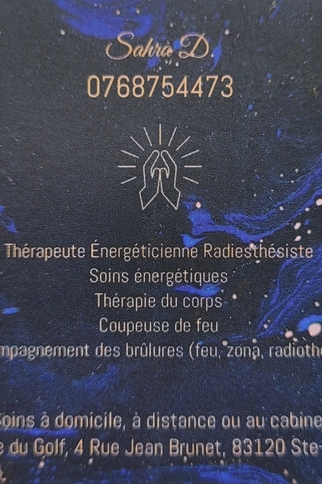 Sahra D.
0768754473
Thérapeute Énergéticienne Radiesthésiste
Soins énergétiques
Thérapie du corps
Coupeuse de feu
mpagnement des brûlures (feu, zona, radiothé
Soins à domicile, à distance ou au cabine
e du Golf, 4 Rue Jean Brunet, 83120 Ste-